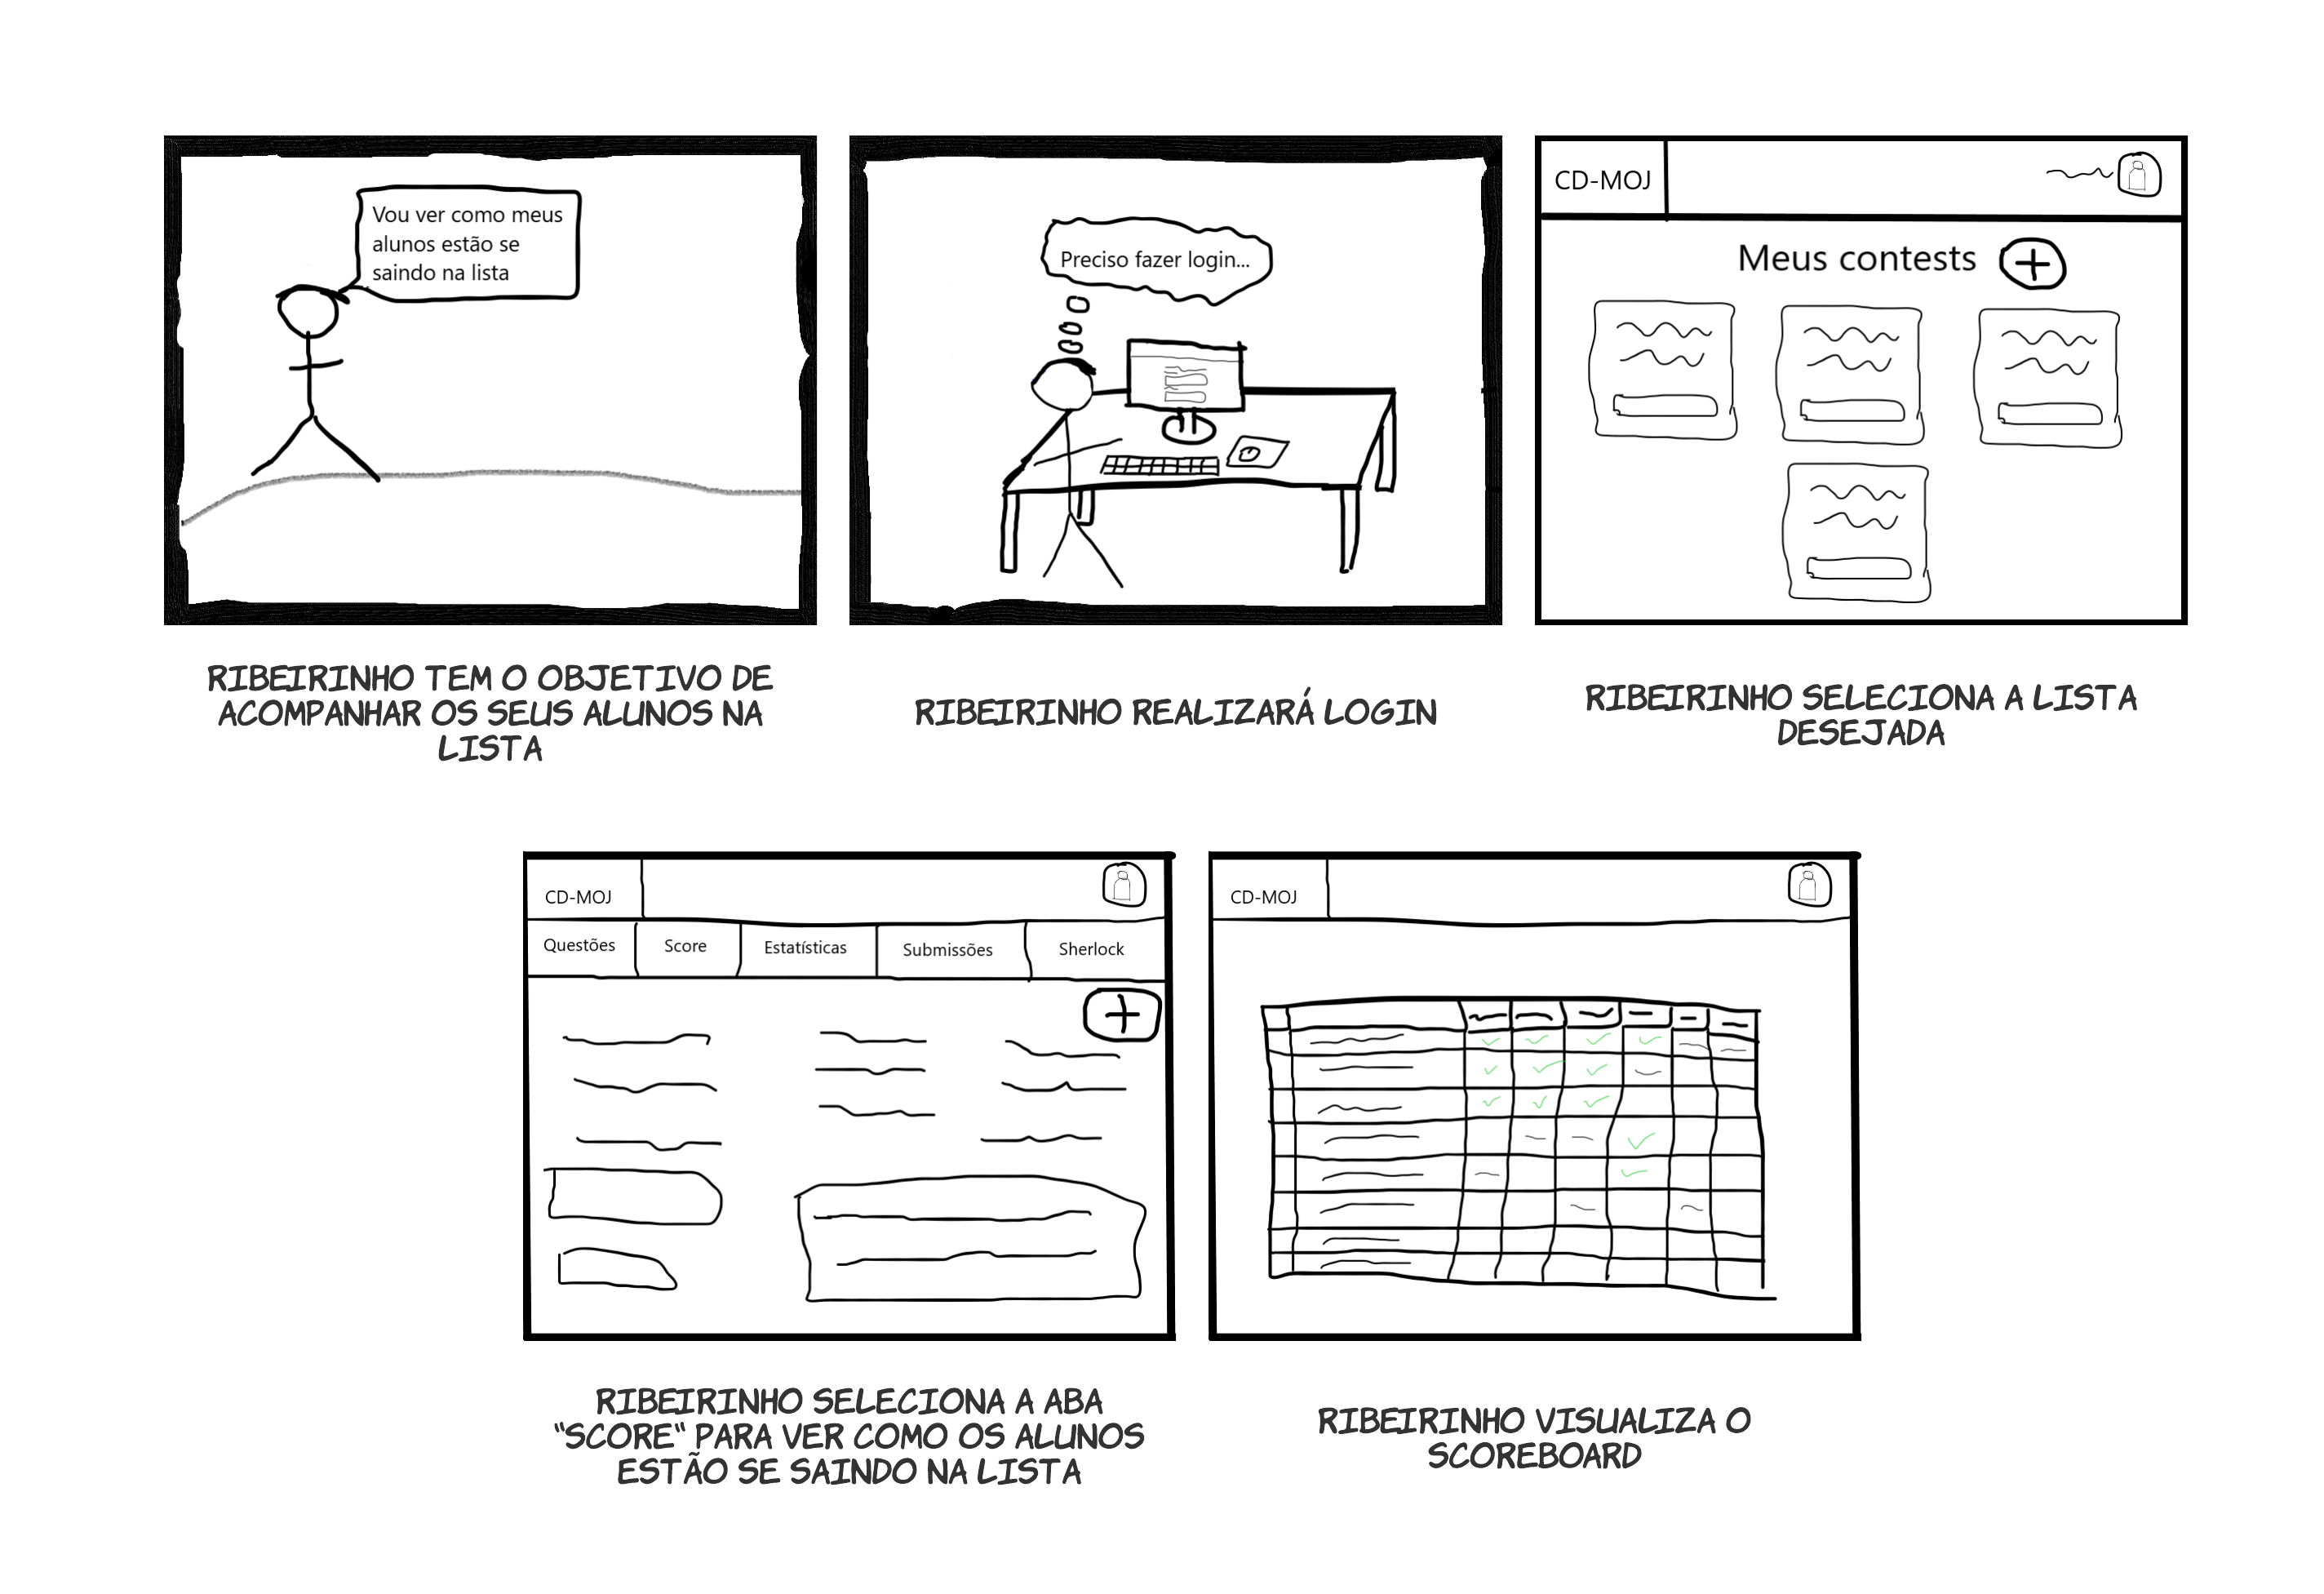 Vou ver como meus
alunos estão se
saindo na lista
RIBEIRINHO TEM O OBJETIVO DE
ACOMPANHAR OS SEUS ALUNOS NA
LISTA
Preciso fazer login...
RIBEIRINHO REALIZARÁ LOGIN
CD-MOJ
Meus contests
RIBEIRINHO SELECIONA A LISTA
DESEJADA
CD-MOJ
Questões Score Estatísticas Submissões Sherlock
RIBEIRINHO SELECIONA A ABA
"SCORE" PARA VER COMO OS ALUNOS
ESTÃO SE SAINDO NA LISTA
CD-MOJ
RIBEIRINHO VISUALIZA O
SCOREBOARD